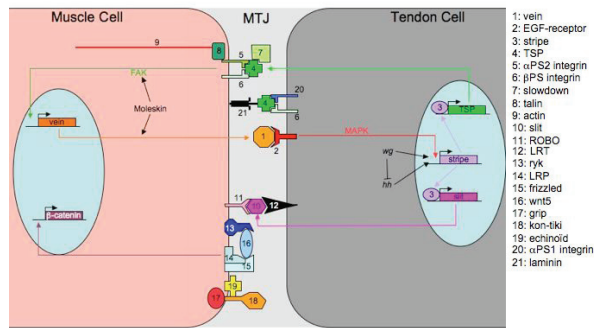 Muscle Cell
MTJ
Tendon Cell
9
8
5
7
4
FAK
6
20
4
21
6
Moleskin
vein
1
2
MAPK
3
TSP
wg
hh
stripe
3
slit
11
10
12
β-catenin
13
16
14
15
19
17
18
1: vein
2: EGF-receptor
3: stripe
4: TSP
5: αPS2 integrin
6: βPS integrin
7: slowdown
8: talin
9: actin
10: slit
11: ROBO
12: LRT
13: ryk
14: LRP
15: frizzled
16: wnt5
17: grip
18: kon-tiki
19: echinoïd
20: αPS1 integrin
21: laminin